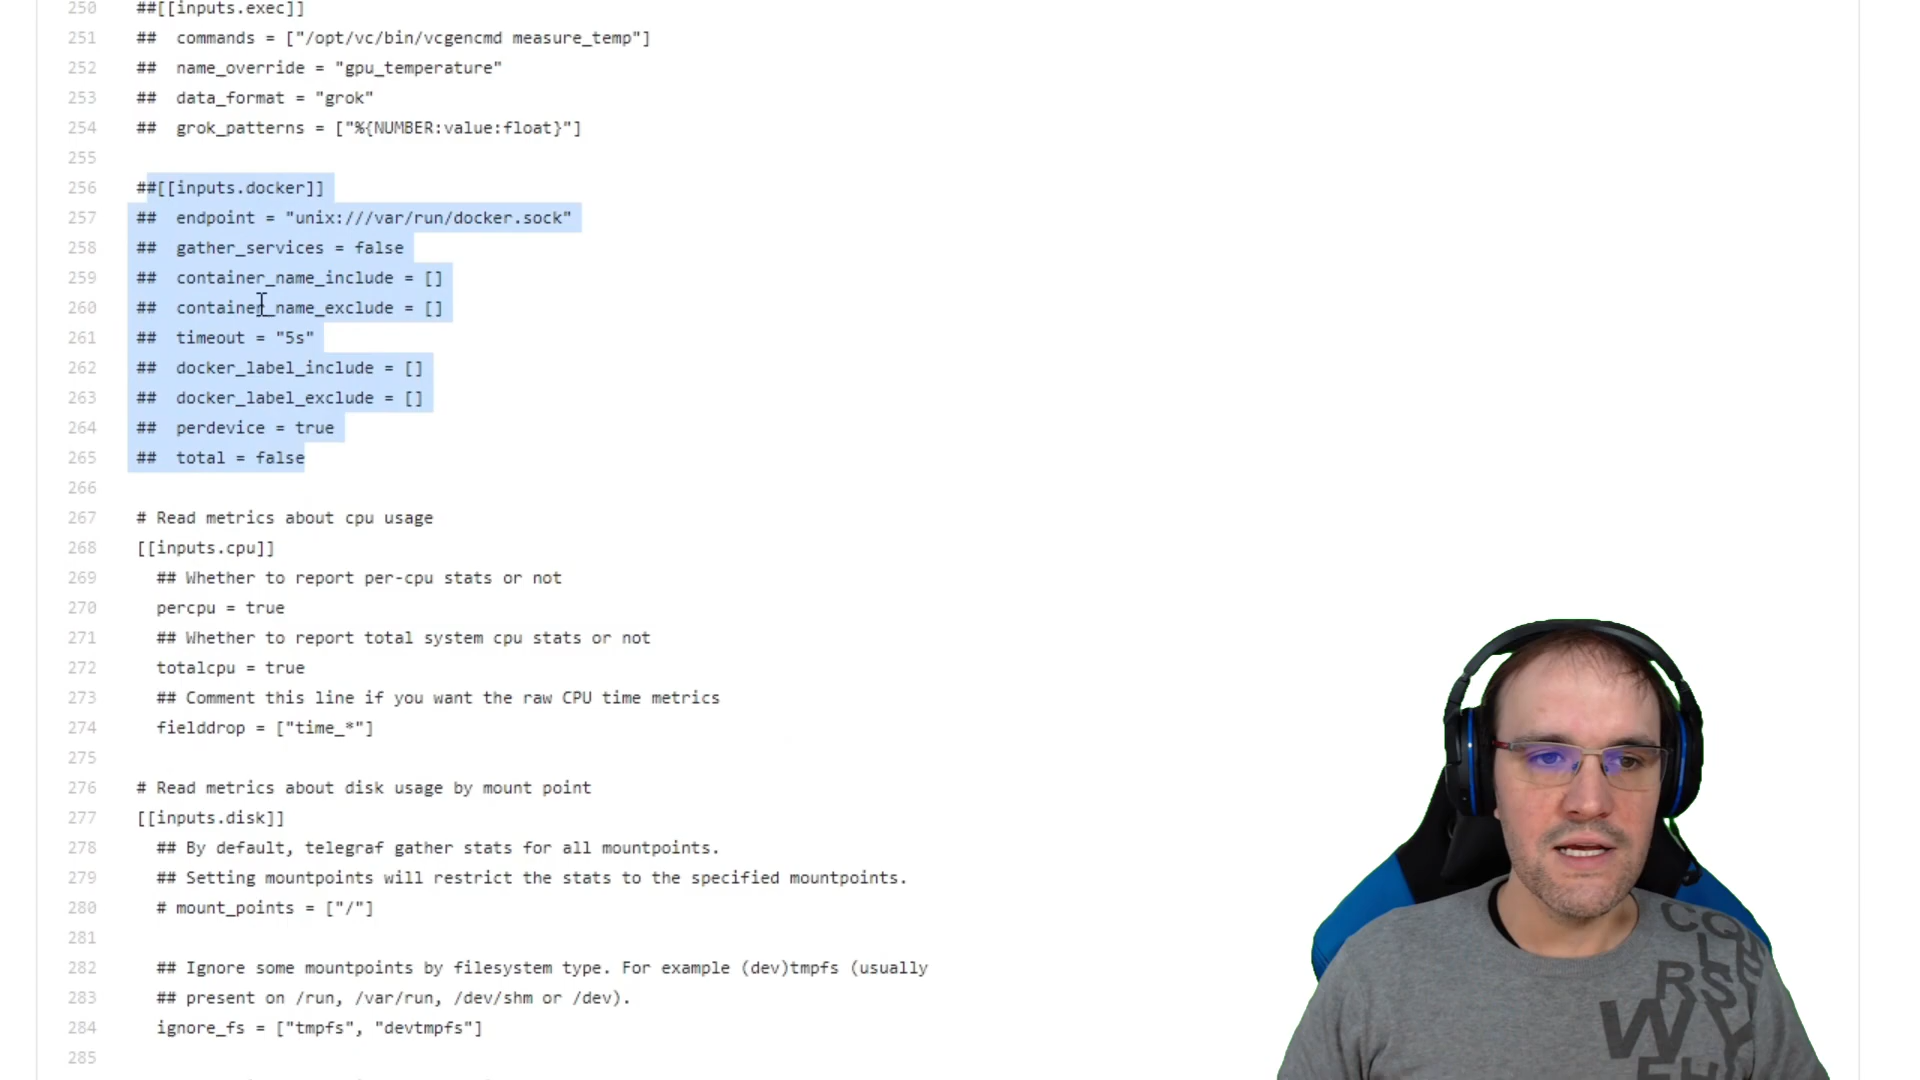 250 ##[[inputs.exec]]
251 ##  commands = ["/opt/vc/bin/vcgencmd measure_temp"]
252 ##  name_override = "gpu_temperature"
253 ##  data_format = "grok"
254 ##  grok_patterns = ["%{NUMBER:value:float}"]
255
256 ##[[inputs.docker]]
257 ##  endpoint = "unix:///var/run/docker.sock"
258 ##  gather_services = false
259 ##  container_name_include = []
260 ##  container_name_exclude = []
261 ##  timeout = "5s"
262 ##  docker_label_include = []
263 ##  docker_label_exclude = []
264 ##  perdevice = true
265 ##  total = false
266
267 # Read metrics about cpu usage
268 [[inputs.cpu]]
269   ## Whether to report per-cpu stats or not
270   percpu = true
271   ## Whether to report total system cpu stats or not
272   totalcpu = true
273   ## Comment this line if you want the raw CPU time metrics
274   fielddrop = ["time_*"]
275
276 # Read metrics about disk usage by mount point
277 [[inputs.disk]]
278   ## By default, telegraf gather stats for all mountpoints.
279   ## Setting mountpoints will restrict the stats to the specified mountpoints.
280   # mount_points = ["/"]
281
282   ## Ignore some mountpoints by filesystem type. For example (dev)tmpfs (usually
283   ## present on /run, /var/run, /dev/shm or /dev).
284   ignore_fs = ["tmpfs", "devtmpfs"]
285